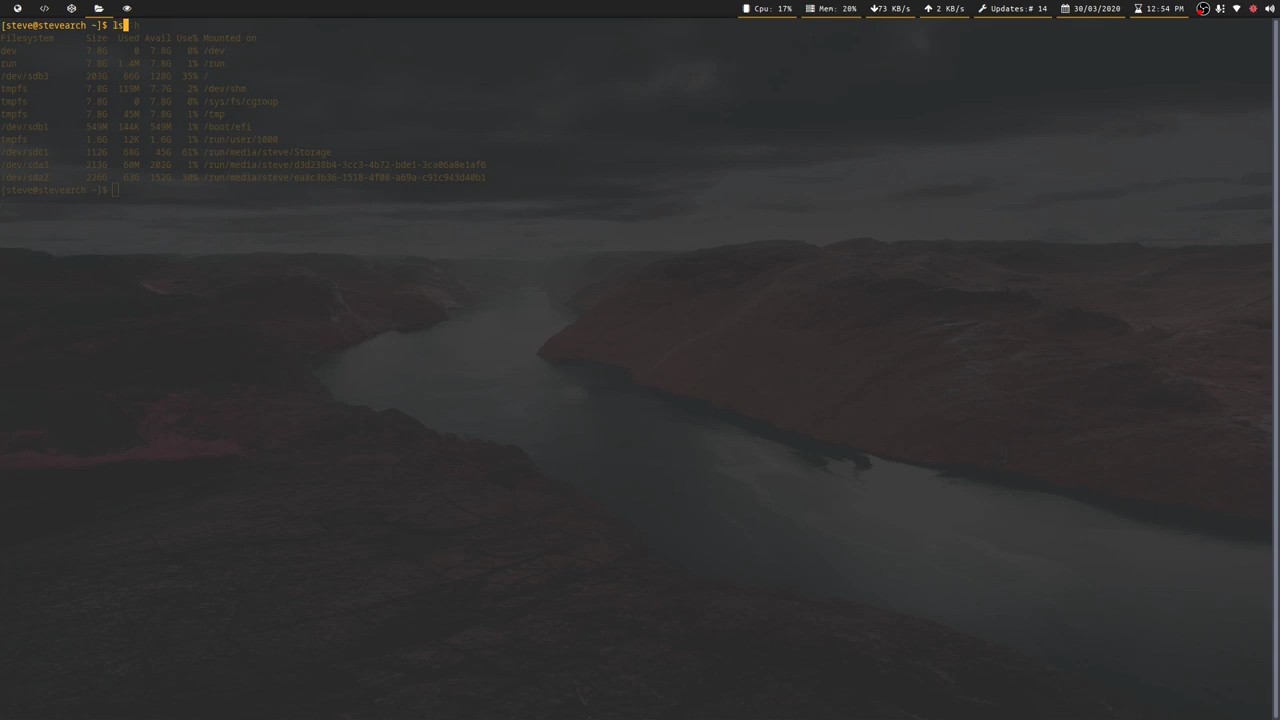 Cpu: 17% Mem: 20% 73 KB/s 2 KB/s Updates:# 14 30/03/2020 12:54 PM
[steve@stevearch ~]$ ls
Filesystem Size Used Avail Use% Mounted on
dev 7.8G 0 7.8G 0% /dev
run 7.8G 1.4M 7.8G 1% /run
/dev/sdb3 203G 66G 128G 35% /
tmpfs 7.8G 119M 7.7G 2% /dev/shm
tmpfs 7.8G 0 7.8G 0% /sys/fs/cgroup
tmpfs 7.8G 45M 7.8G 1% /tmp
/dev/sdb1 549M 144K 549M 1% /boot/efi
tmpfs 1.6G 12K 1.6G 1% /run/user/1000
/dev/sdc1 112G 68G 45G 61% /run/media/steve/Storage
/dev/sda3 213G 60M 202G 1% /run/media/steve/d3d238b4-3cc3-4b72-bde1-3ca06a8e1af6
/dev/sda2 226G 63G 152G 30% /run/media/steve/ea8c3b36-1518-4f08-a69a-c91c943d40b1
[steve@stevearch ~]$